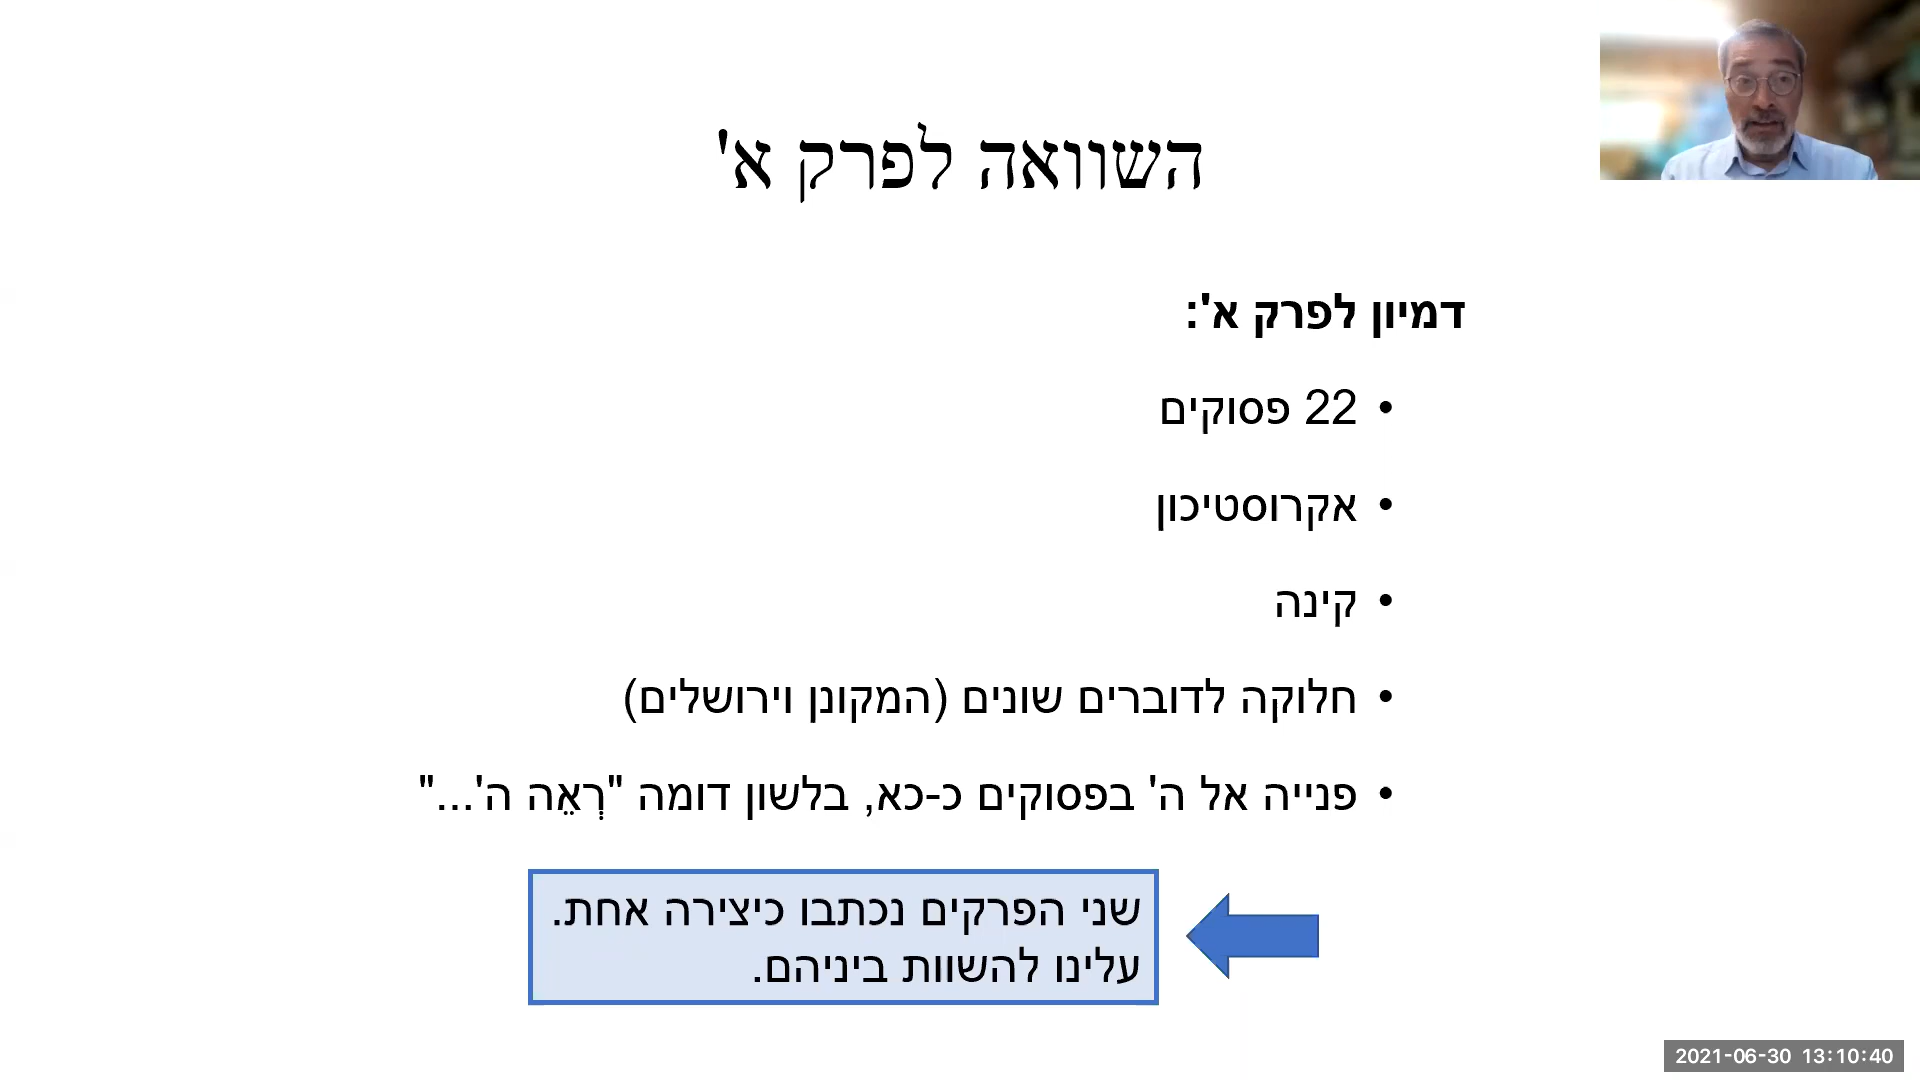 השוואה לפרק א'
דמיון לפרק א':
• 22 פסוקים
• אקרוסטיכון
• קינה
• חלוקה לדוברים שונים (המקונן וירושלים)
• פנייה אל ה' בפסוקים כ-כא, בלשון דומה "רְאֵה ה'..."
שני הפרקים נכתבו כיצירה אחת.
עלינו להשוות ביניהם.
2021-06-30 13:10:40